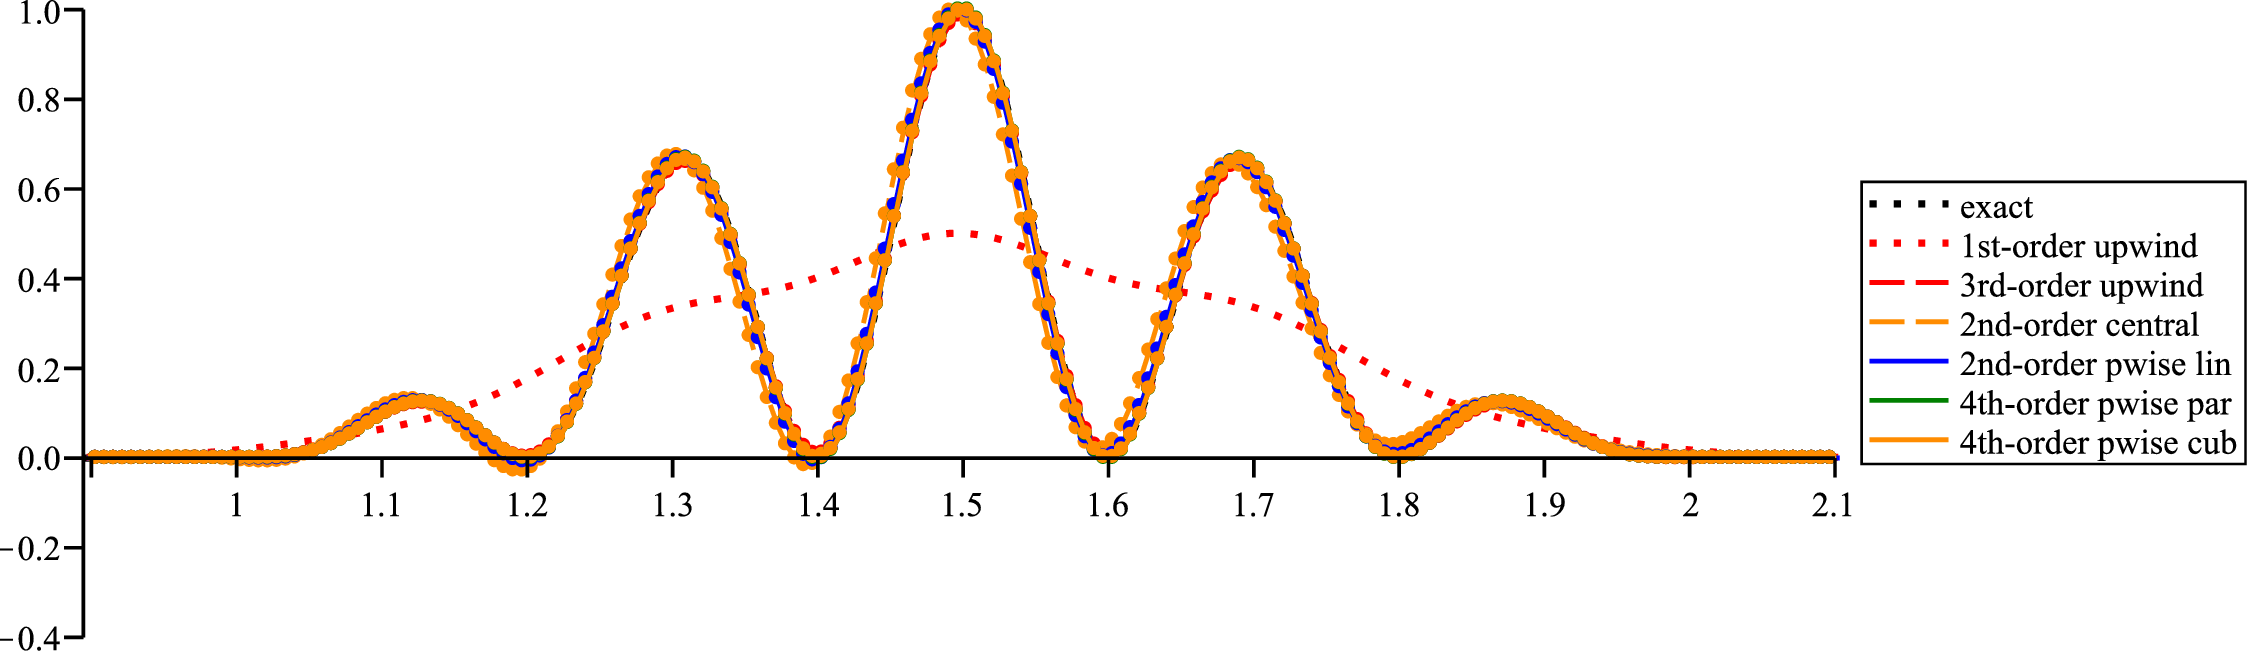 1.0
0.8
0.6
0.4
0.2
0.0
−0.2
−0.4
1 1.1 1.2 1.3 1.4 1.5 1.6 1.7 1.8 1.9 2 2.1
exact
1st-order upwind
3rd-order upwind
2nd-order central
2nd-order pwise lin
4th-order pwise par
4th-order pwise cub